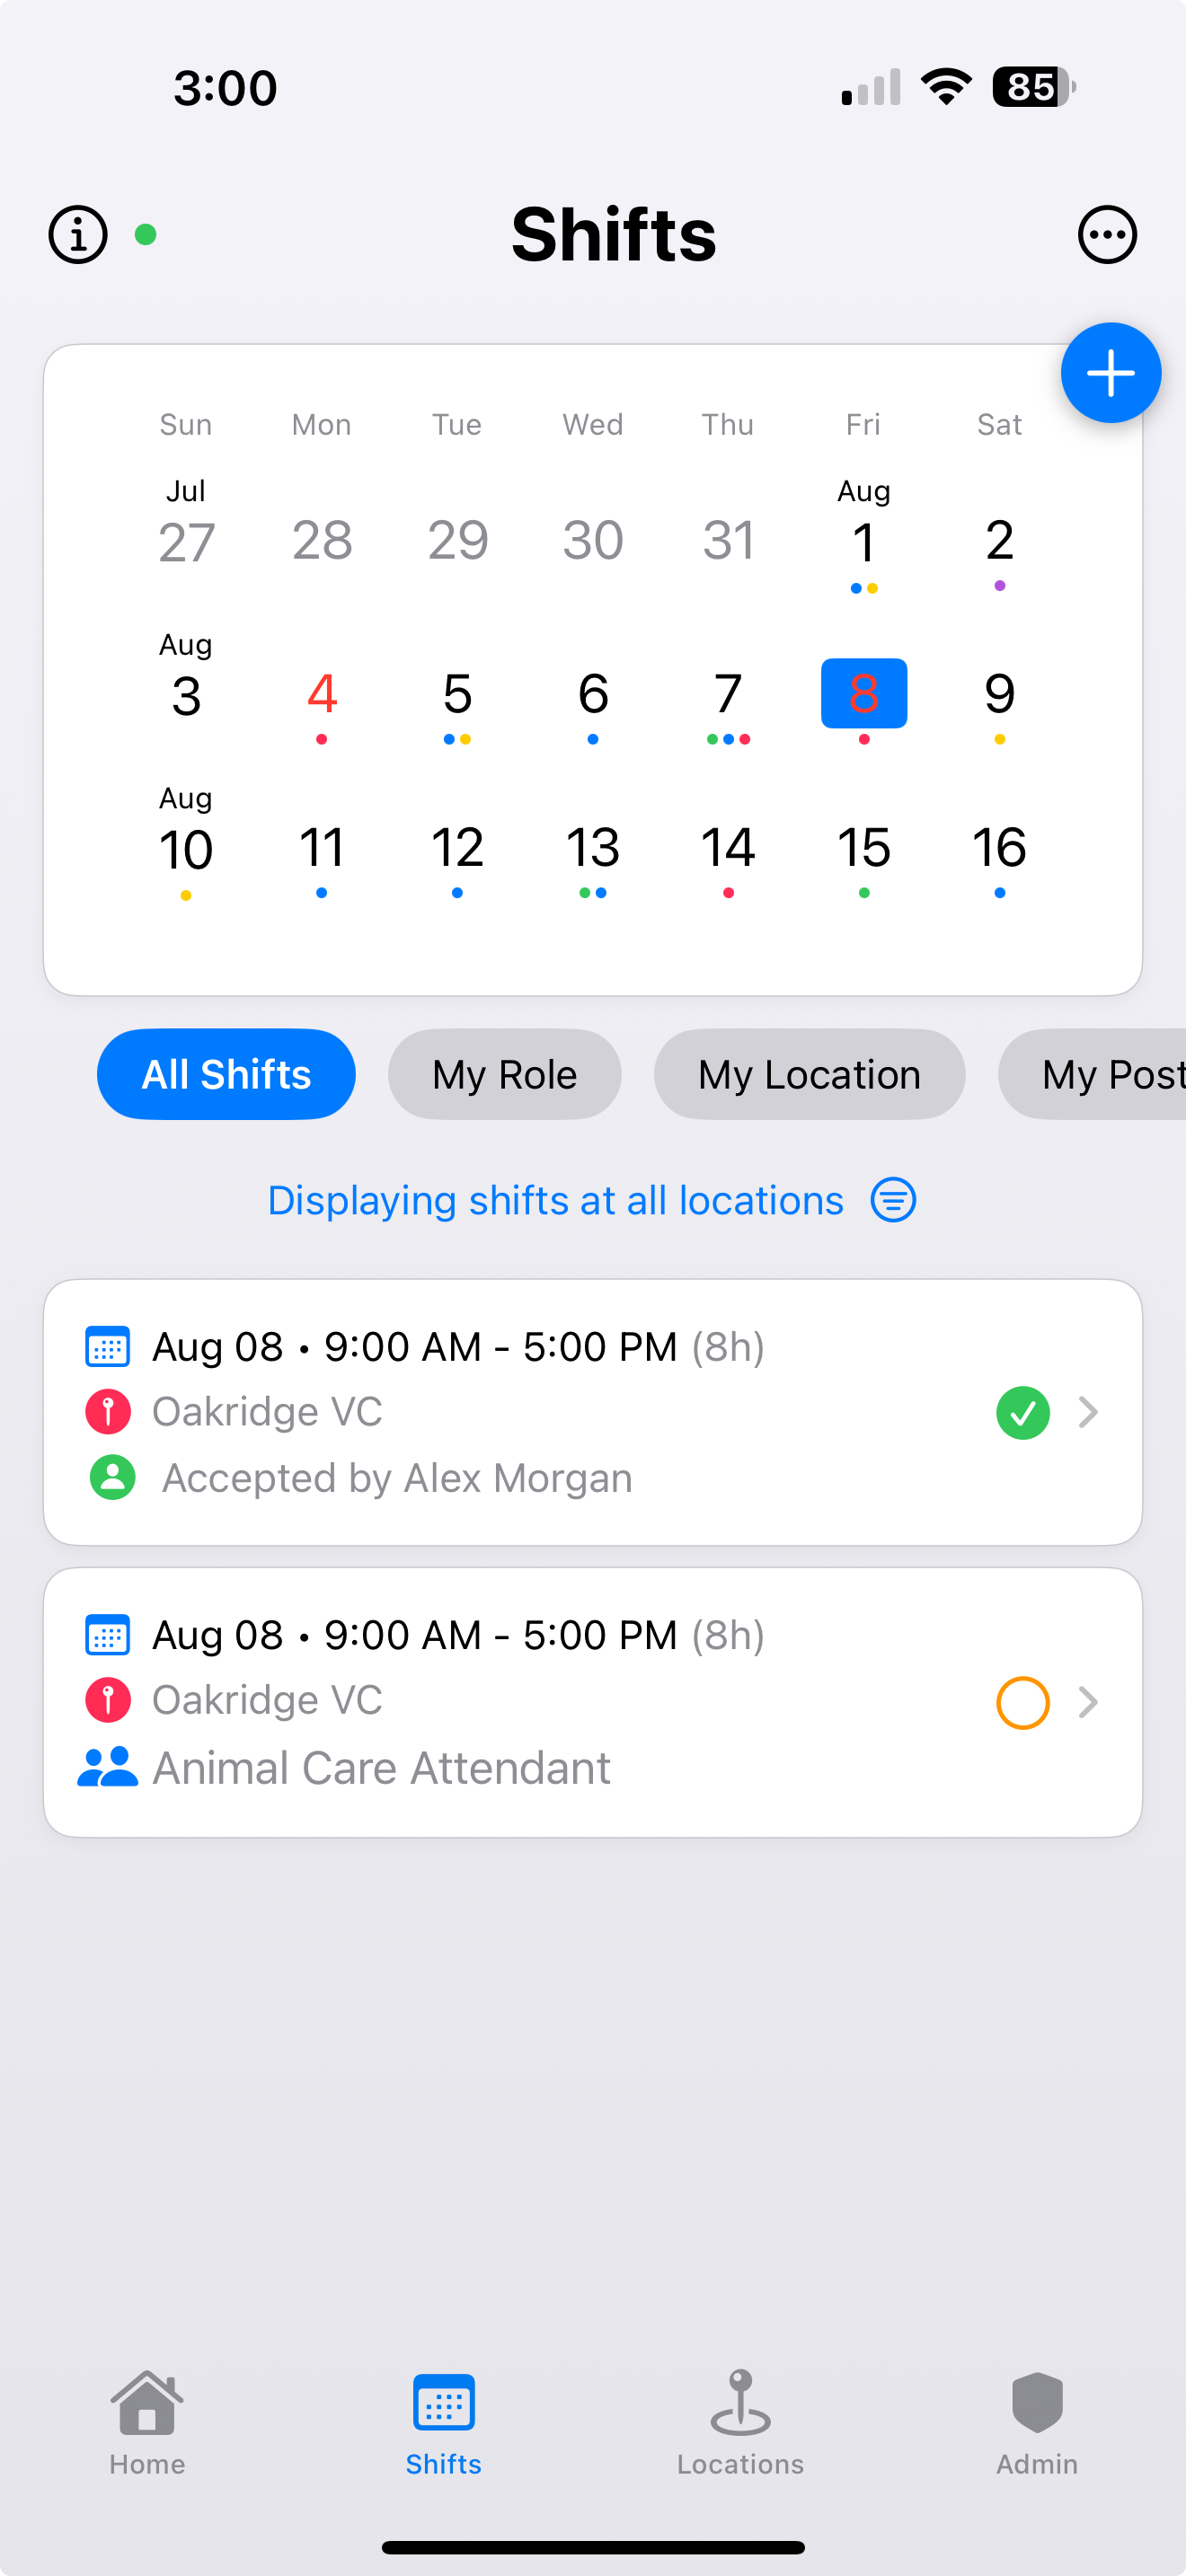 3:00
85
Shifts
Sun Mon Tue Wed Thu Fri Sat
Jul Aug
27 28 29 30 31 1 2
Aug
3 4 5 6 7 8 9
Aug
10 11 12 13 14 15 16
All Shifts My Role My Location My Post
Displaying shifts at all locations
Aug 08 • 9:00 AM - 5:00 PM (8h)
Oakridge VC
Accepted by Alex Morgan
Aug 08 • 9:00 AM - 5:00 PM (8h)
Oakridge VC
Animal Care Attendant
Home Shifts Locations Admin